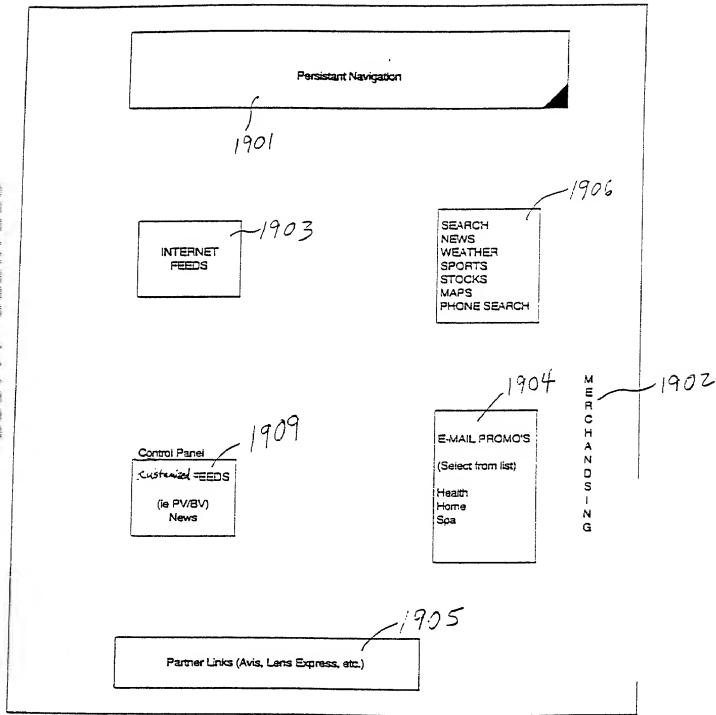 Persistant Navigation
1901
1903
INTERNET
FEEDS
1906
SEARCH
NEWS
WEATHER
SPORTS
STOCKS
MAPS
PHONE SEARCH
1904
E-MAIL PROMO'S
(Select from list)
Health
Home
Spa
MERCHANDSING
1902
1909
Control Panel
Customized FEEDS
(ie PV/BV)
News
1905
Partner Links (Avis, Lens Express, etc.)